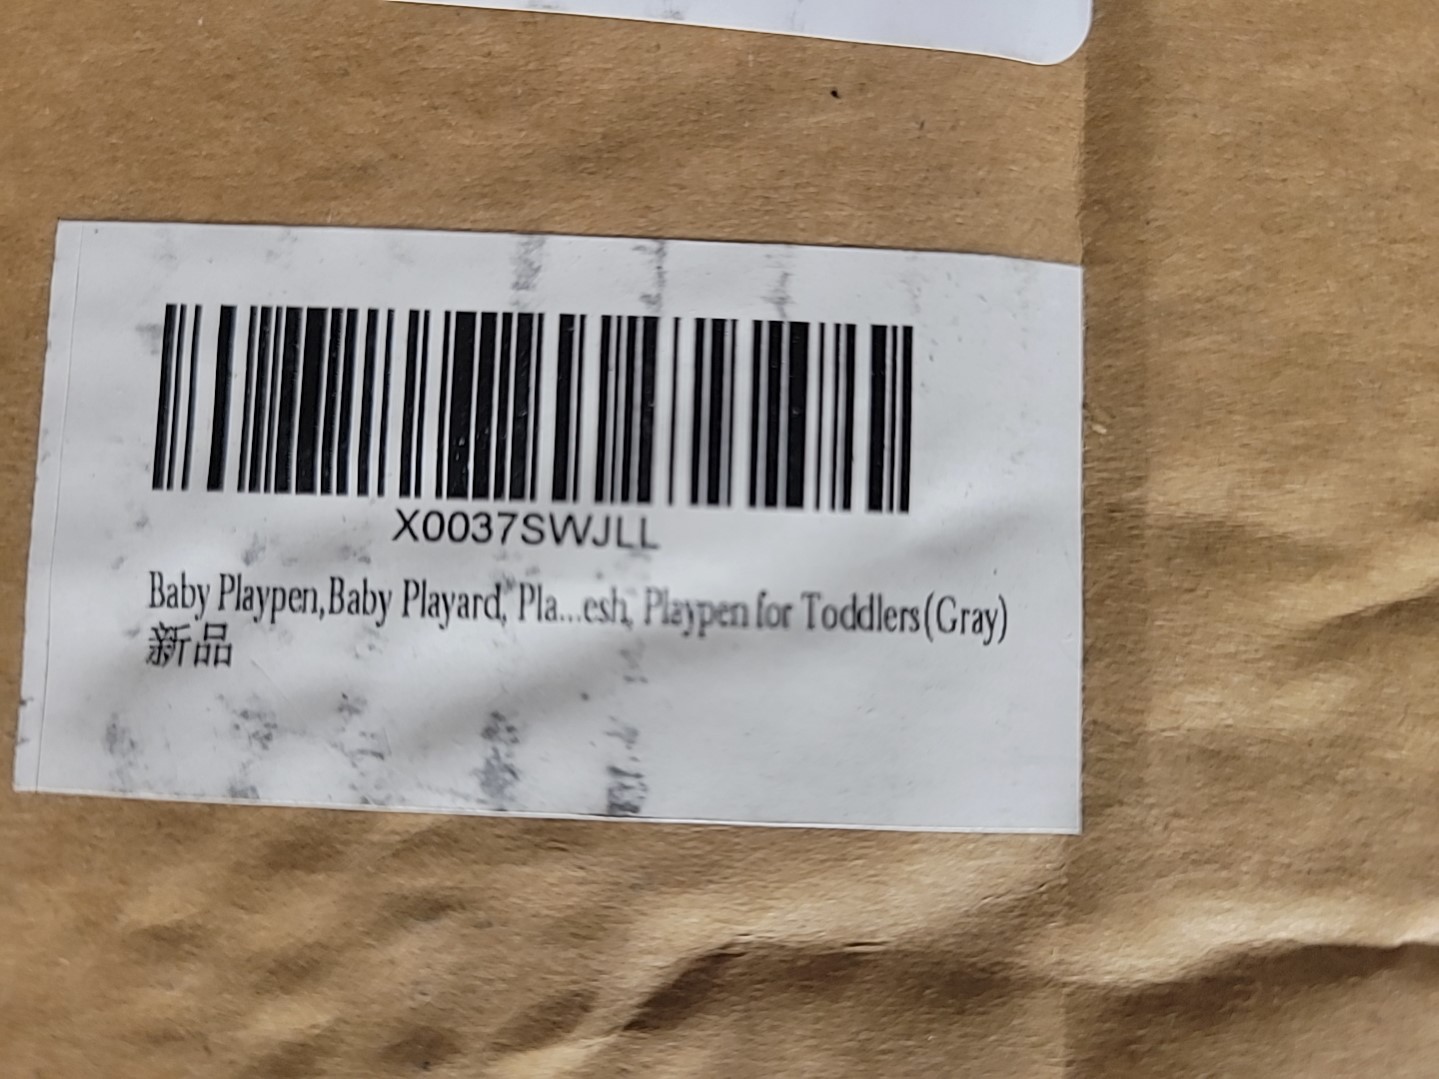 X0037SWJLL
Baby Playpen,Baby Playard, Pla...esh, Playpen for Toddlers(Gray)
新品